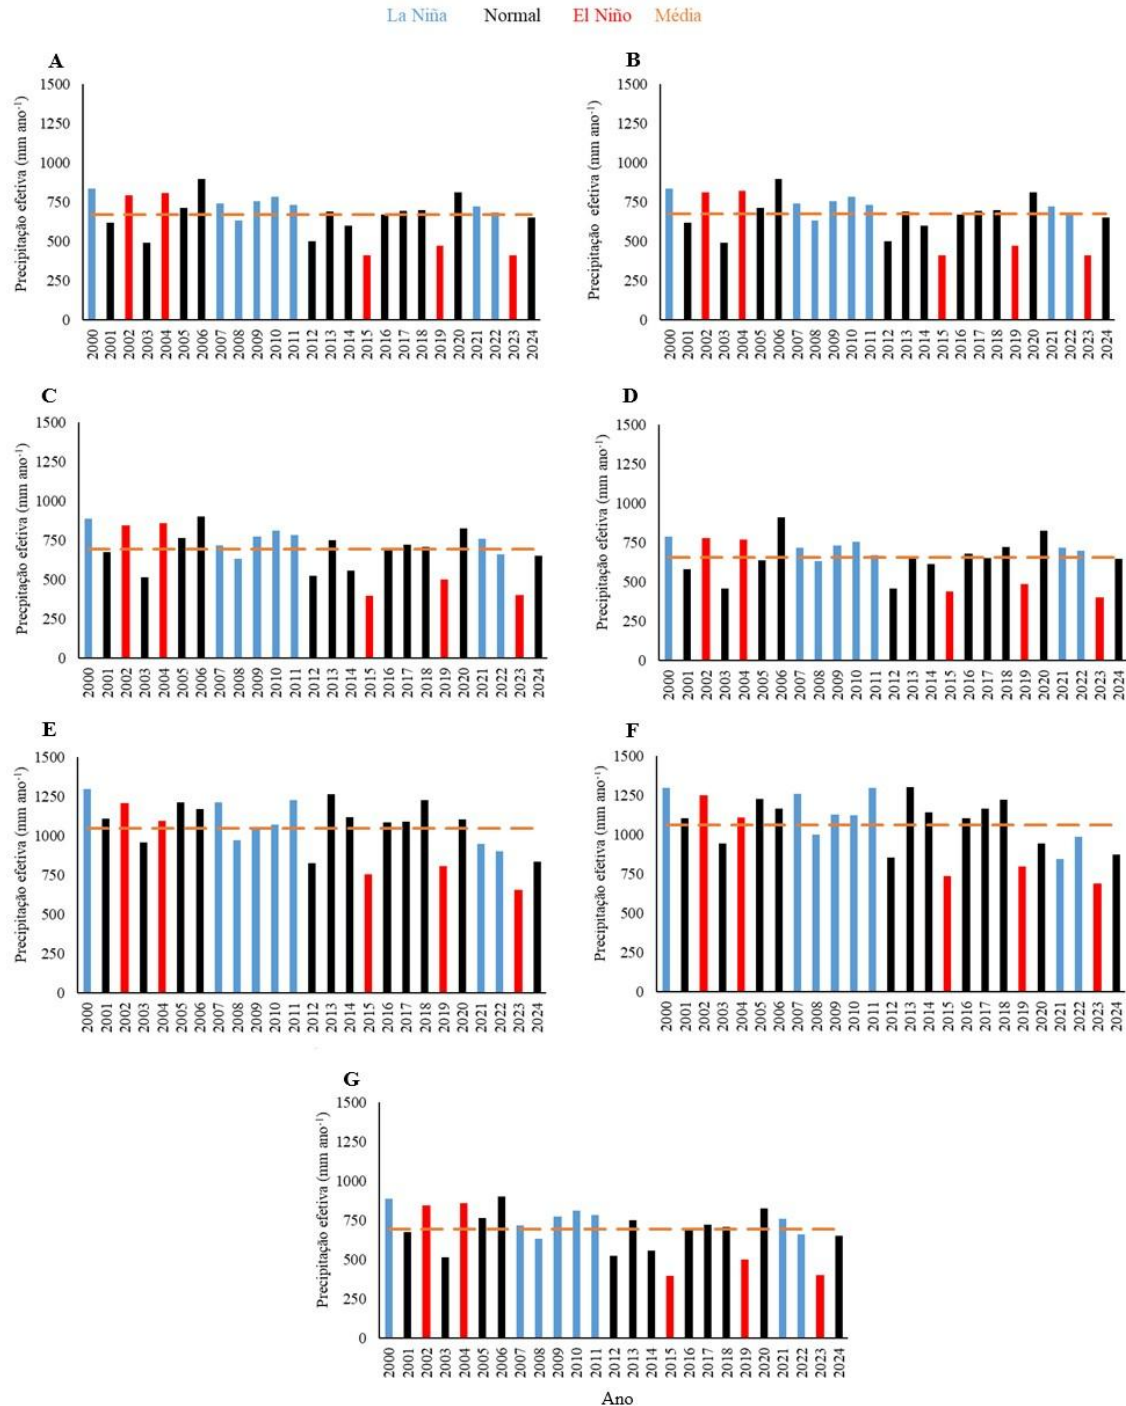 La Niña Normal El Niño Média
A
Precipitação efetiva (mm ano-1)
1500
1250
1000
750
500
250
0
2000 2001 2002 2003 2004 2005 2006 2007 2008 2009 2010 2011 2012 2013 2014 2015 2016 2017 2018 2019 2020 2021 2022 2023 2024
B
Precipitação efetiva (mm ano-1)
1500
1250
1000
750
500
250
0
2000 2001 2002 2003 2004 2005 2006 2007 2008 2009 2010 2011 2012 2013 2014 2015 2016 2017 2018 2019 2020 2021 2022 2023 2024
C
Precpitação efetiva (mm ano-1)
1500
1250
1000
750
500
250
0
2000 2001 2002 2003 2004 2005 2006 2007 2008 2009 2010 2011 2012 2013 2014 2015 2016 2017 2018 2019 2020 2021 2022 2023 2024
D
Precipitação efetiva (mm ano-1)
1500
1250
1000
750
500
250
0
2000 2001 2002 2003 2004 2005 2006 2007 2008 2009 2010 2011 2012 2013 2014 2015 2016 2017 2018 2019 2020 2021 2022 2023 2024
E
Precipitação efetiva (mm ano-1)
1500
1250
1000
750
500
250
0
2000 2001 2002 2003 2004 2005 2006 2007 2008 2009 2010 2011 2012 2013 2014 2015 2016 2017 2018 2019 2020 2021 2022 2023 2024
F
Precipitação efetiva (mm ano-1)
1500
1250
1000
750
500
250
0
2000 2001 2002 2003 2004 2005 2006 2007 2008 2009 2010 2011 2012 2013 2014 2015 2016 2017 2018 2019 2020 2021 2022 2023 2024
G
Precipitação efetiva (mm ano-1)
1500
1250
1000
750
500
250
0
2000 2001 2002 2003 2004 2005 2006 2007 2008 2009 2010 2011 2012 2013 2014 2015 2016 2017 2018 2019 2020 2021 2022 2023 2024
Ano